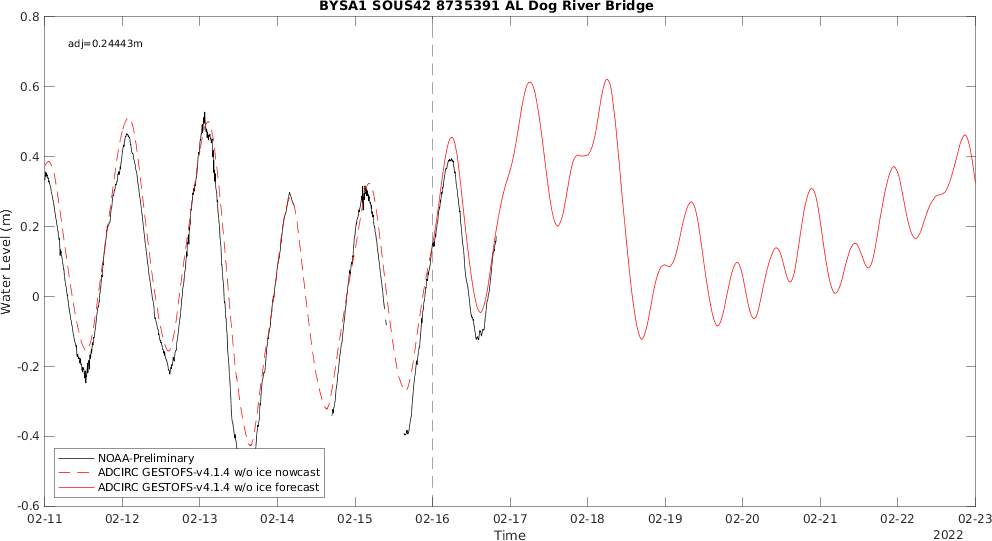 BYSA1 SOUS42 8735391 AL Dog River Bridge
adj=0.24443m
0.8
0.6
0.4
0.2
0
-0.2
-0.4
-0.6
Water Level (m)
NOAA-Preliminary
ADCIRC GESTOFS-v4.1.4 w/o ice nowcast
ADCIRC GESTOFS-v4.1.4 w/o ice forecast
02-11 02-12 02-13 02-14 02-15 02-16 02-17 02-18 02-19 02-20 02-21 02-22 02-23
Time
2022